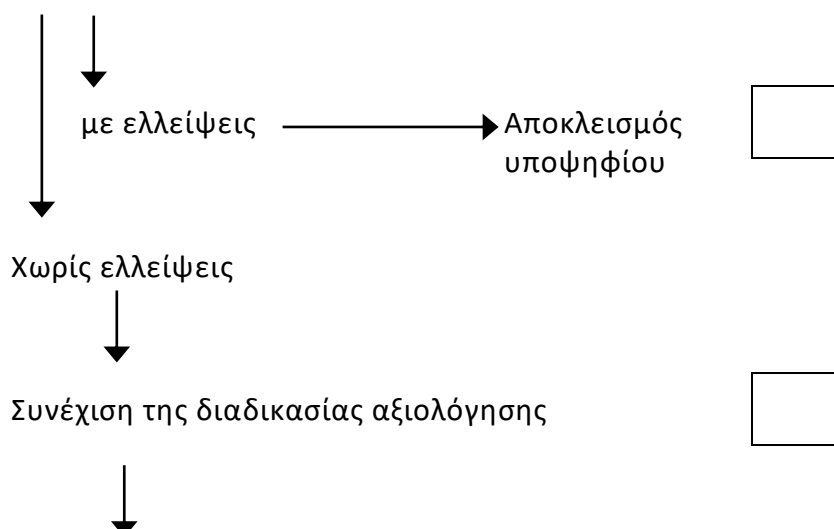 με ελλείψεις
Αποκλεισμός
υποψηφίου
Χωρίς ελλείψεις
Συνέχιση της διαδικασίας αξιολόγησης